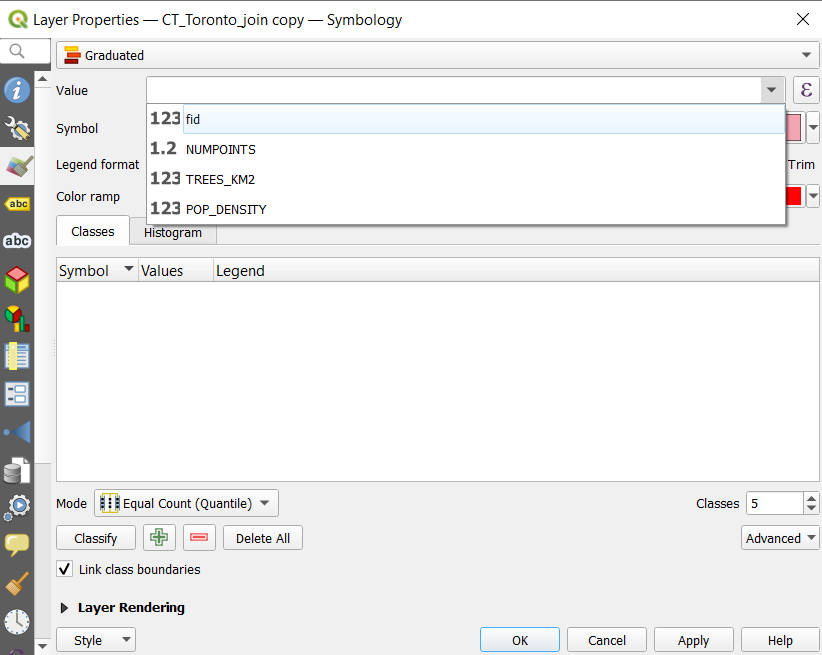 Layer Properties — CT_Toronto_join copy — Symbology
Graduated
Value
ε
123 fid
Symbol
1.2 NUMPOINTS
Legend format
Trim
123 TREES_KM2
Color ramp
123 POP_DENSITY
Classes
Histogram
Symbol
Values
Legend
abc
abc
Mode
Equal Count (Quantile)
Classes
5
Classify
Delete All
Advanced
Link class boundaries
Layer Rendering
Style
OK
Cancel
Apply
Help